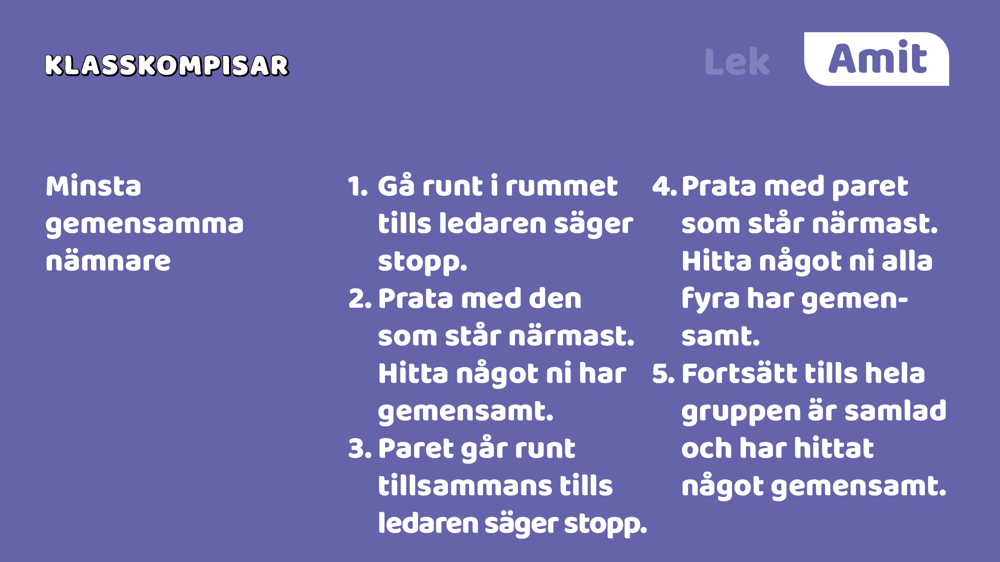 KLASSKOMPISAR
Lek
Amit
Minsta
gemensamma
nämnare
1. Gå runt i rummet
tills ledaren säger
stopp.
2. Prata med den
som står närmast.
Hitta något ni har
gemensamt.
3. Paret går runt
tillsammans tills
ledaren säger stopp.
4. Prata med paret
som står närmast.
Hitta något ni alla
fyra har gemen-
samt.
5. Fortsätt tills hela
gruppen är samlad
och har hittat
något gemensamt.